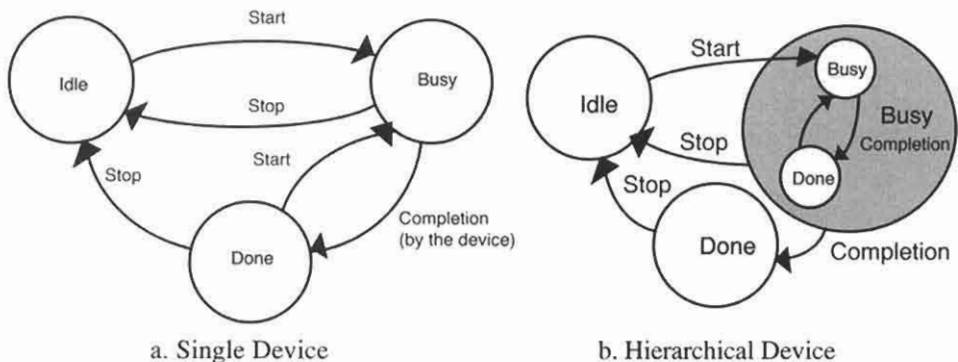 Start
Idle
Busy
Stop
Start
Stop
Completion
(by the device)
Done
a. Single Device
Start
Busy
Idle
Busy
Completion
Stop
Done
Stop
Done
Completion
b. Hierarchical Device